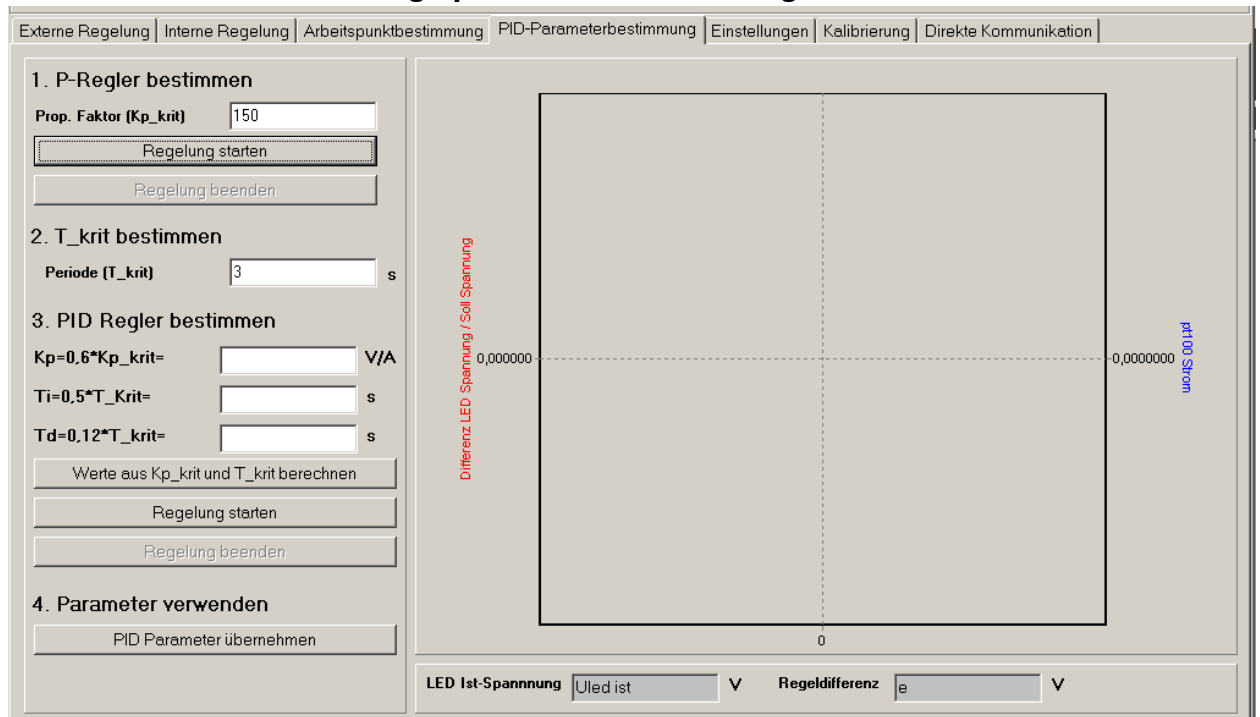 Externe Regelung Interne Regelung Arbeitspunktbestimmung PID-Parameterbestimmung Einstellungen Kalibrierung Direkte Kommunikation
1. P-Regler bestimmen
Prop. Faktor (Kp_krit) 150
Regelung starten
Regelung beenden
2. T_krit bestimmen
Periode (T_krit) 3 s
3. PID Regler bestimmen
Kp=0,6*Kp_krit= V/A
Ti=0,5*T_Krit= s
Td=0,12*T_krit= s
Werte aus Kp_krit und T_krit berechnen
Regelung starten
Regelung beenden
4. Parameter verwenden
PID Parameter übernehmen
Differenz LED Spannung / Soll Spannung
0,000000
0,0000000
pt100 Strom
0
LED Ist-Spannnung Uled ist V Regeldifferenz e V